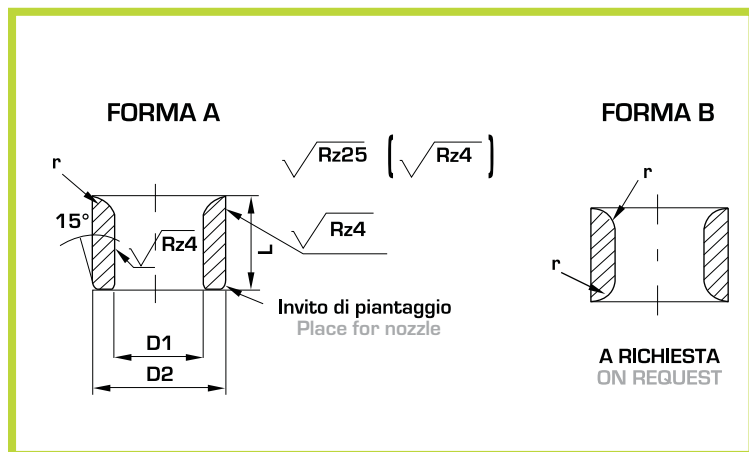 FORMA A
FORMA B
Rz25 ( Rz4 )
r
r
15°
Rz4
Rz4
L
r
Invito di piantaggio
Place for nozzle
D1
D2
A RICHIESTA
ON REQUEST